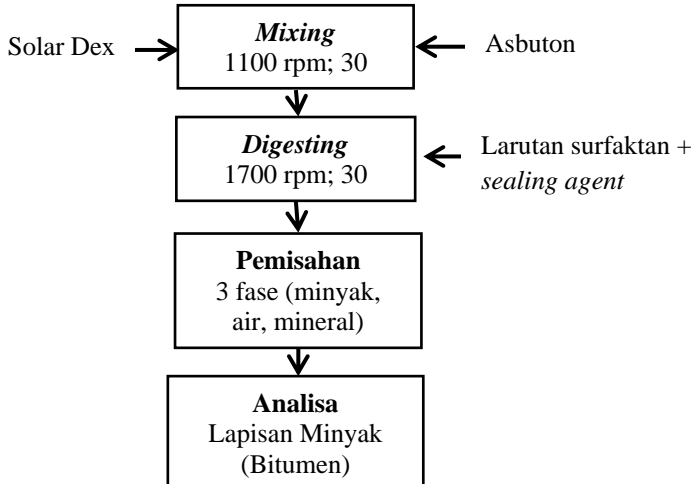 Solar Dex
Mixing
1100 rpm; 30
Asbuton
Digesting
1700 rpm; 30
Larutan surfaktan +
sealing agent
Pemisahan
3 fase (minyak,
air, mineral)
Analisa
Lapisan Minyak
(Bitumen)